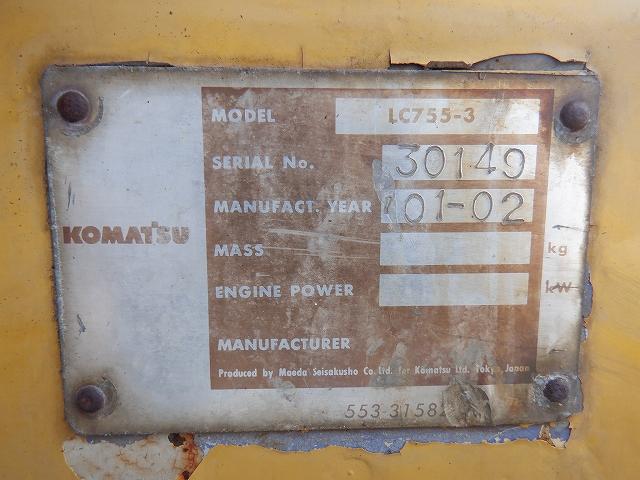 MODEL LC755-3
SERIAL No. 30149
MANUFACT. YEAR 01-02
KOMATSU
MASS kg
ENGINE POWER kW
MANUFACTURER
Produced by Maeda Seisakusho Co. Ltd. for Komatsu Ltd. Tokyo, Japan
553-3158